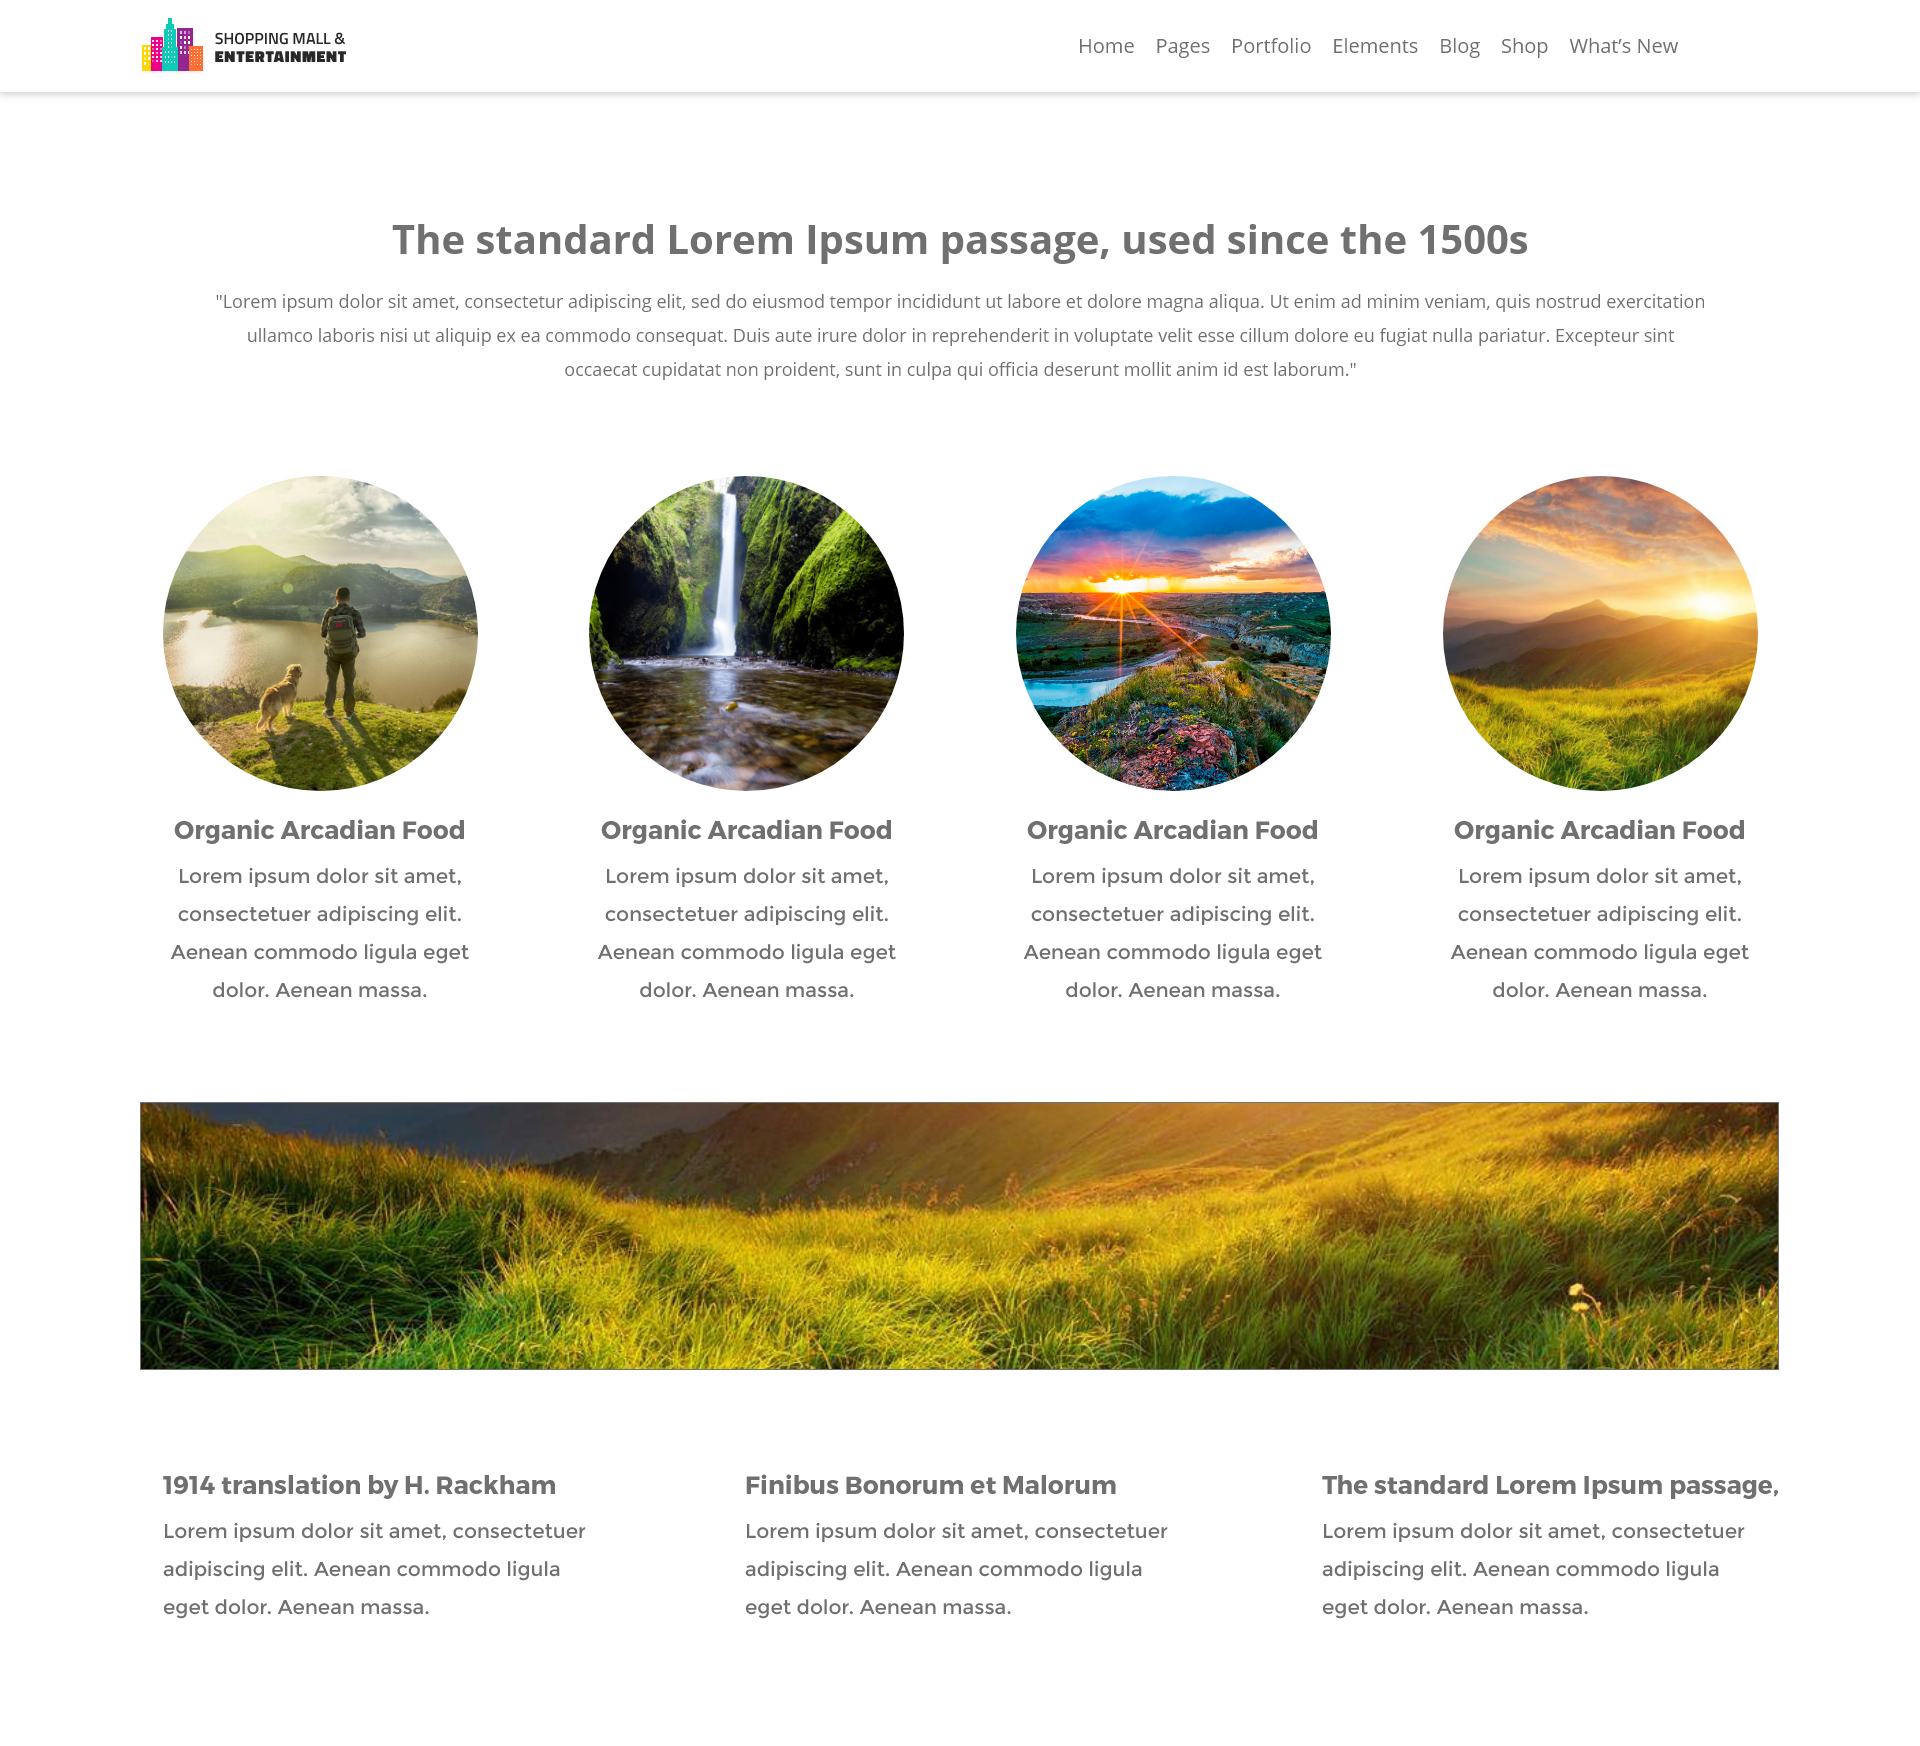 SHOPPING MALL &
ENTERTAINMENT
Home Pages Portfolio Elements Blog Shop What's New
The standard Lorem Ipsum passage, used since the 1500s
"Lorem ipsum dolor sit amet, consectetur adipiscing elit, sed do eiusmod tempor incididunt ut labore et dolore magna aliqua. Ut enim ad minim veniam, quis nostrud exercitation
ullamco laboris nisi ut aliquip ex ea commodo consequat. Duis aute irure dolor in reprehenderit in voluptate velit esse cillum dolore eu fugiat nulla pariatur. Excepteur sint
occaecat cupidatat non proident, sunt in culpa qui officia deserunt mollit anim id est laborum."
Organic Arcadian Food
Lorem ipsum dolor sit amet,
consectetuer adipiscing elit.
Aenean commodo ligula eget
dolor. Aenean massa.
Organic Arcadian Food
Lorem ipsum dolor sit amet,
consectetuer adipiscing elit.
Aenean commodo ligula eget
dolor. Aenean massa.
Organic Arcadian Food
Lorem ipsum dolor sit amet,
consectetuer adipiscing elit.
Aenean commodo ligula eget
dolor. Aenean massa.
Organic Arcadian Food
Lorem ipsum dolor sit amet,
consectetuer adipiscing elit.
Aenean commodo ligula eget
dolor. Aenean massa.
1914 translation by H. Rackham
Lorem ipsum dolor sit amet, consectetuer
adipiscing elit. Aenean commodo ligula
eget dolor. Aenean massa.
Finibus Bonorum et Malorum
Lorem ipsum dolor sit amet, consectetuer
adipiscing elit. Aenean commodo ligula
eget dolor. Aenean massa.
The standard Lorem Ipsum passage,
Lorem ipsum dolor sit amet, consectetuer
adipiscing elit. Aenean commodo ligula
eget dolor. Aenean massa.